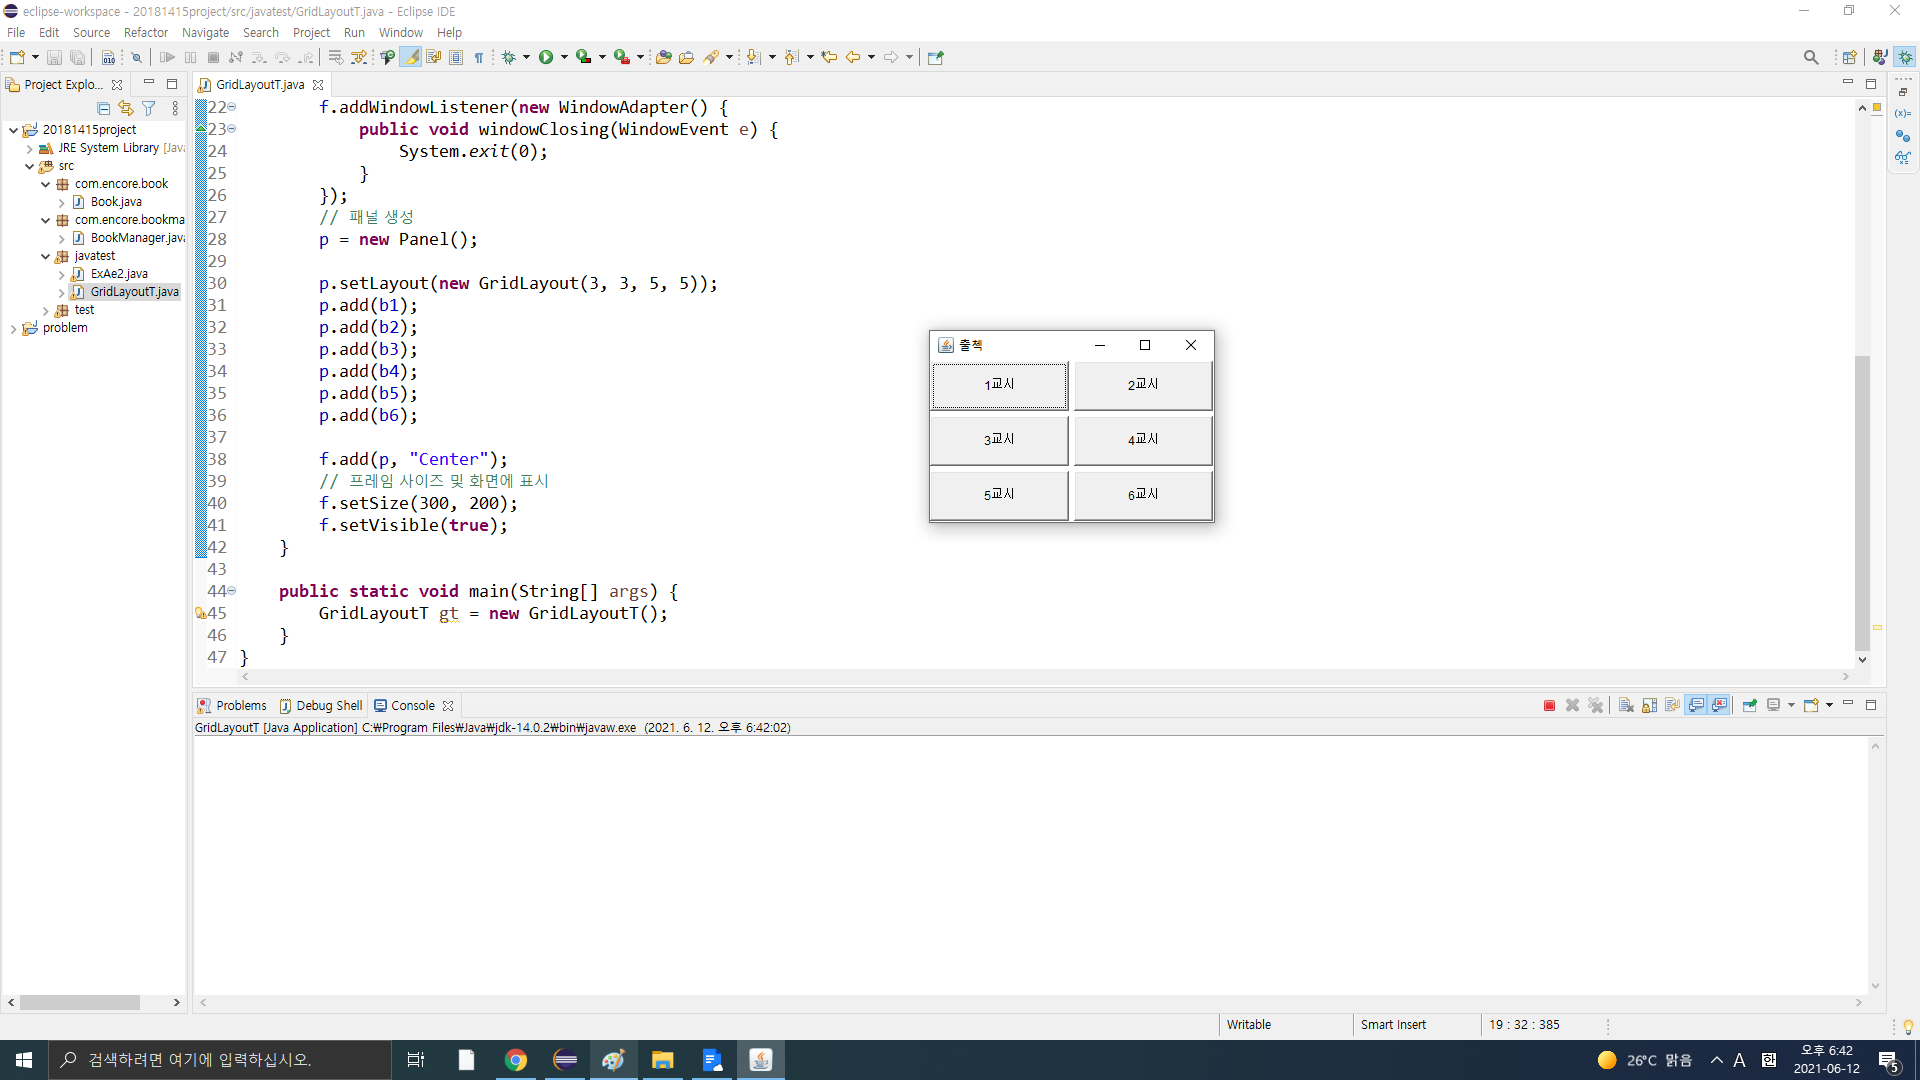 eclipse-workspace - 20181415project/src/javatest/GridLayoutT.java - Eclipse IDE
File Edit Source Refactor Navigate Search Project Run Window Help
Project Explo...
20181415project
JRE System Library [Java
src
com.encore.book
Book.java
com.encore.bookma
BookManager.java
javatest
ExAe2.java
GridLayoutT.java
test
problem
GridLayoutT.java
22 f.addWindowListener(new WindowAdapter() {
23 public void windowClosing(WindowEvent e) {
24 System.exit(0);
25 }
26 });
27 // 패널 생성
28 p = new Panel();
29
30 p.setLayout(new GridLayout(3, 3, 5, 5));
31 p.add(b1);
32 p.add(b2);
33 p.add(b3);
34 p.add(b4);
35 p.add(b5);
36 p.add(b6);
37
38 f.add(p, "Center");
39 // 프레임 사이즈 및 화면에 표시
40 f.setSize(300, 200);
41 f.setVisible(true);
42 }
43
44 public static void main(String[] args) {
45 GridLayoutT gt = new GridLayoutT();
46 }
47 }
출첵
1교시 2교시
3교시 4교시
5교시 6교시
Problems Debug Shell Console
GridLayoutT [Java Application] C:₩Program Files₩Java₩jdk-14.0.2₩bin₩javaw.exe (2021. 6. 12. 오후 6:42:02)
Writable Smart Insert 19 : 32 : 385
검색하려면 여기에 입력하십시오.
26°C 맑음 A 한
오후 6:42
2021-06-12
5